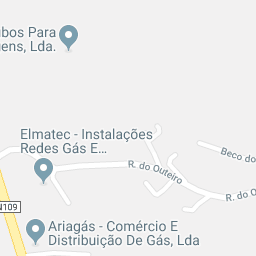 ubos Para
ens, Lda.
Elmatec - Instalações
Redes Gás E...
Beco do
R. do Outeiro
R. do O
N109
Ariagás - Comércio E
Distribuição De Gás, Lda